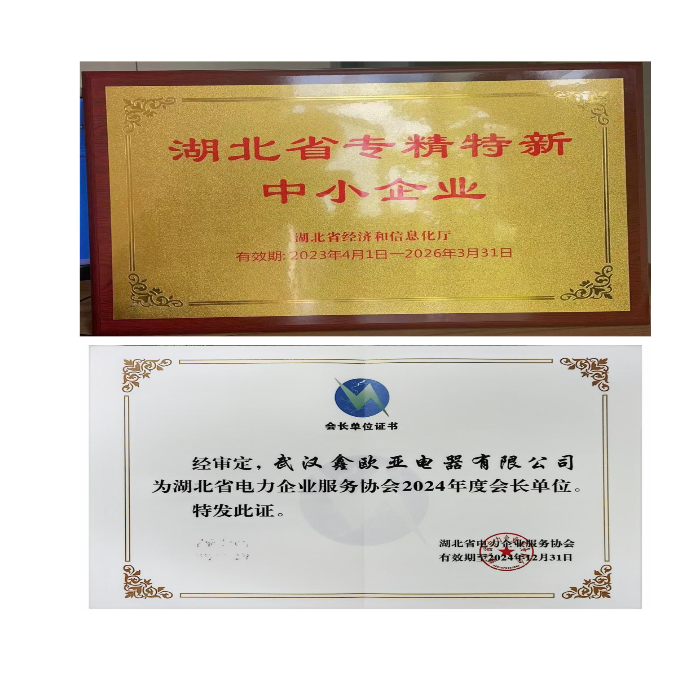 湖北省专精特新
中小企业
湖北省经济和信息化厅
有效期: 2023年4月1日—2026年3月31日
会长单位证书
经审定，武汉鑫欧亚电器有限公司
为湖北省电力企业服务协会2024年度会长单位。
特发此证。
湖北省电力企业服务协会
有效期至2024年12月31日